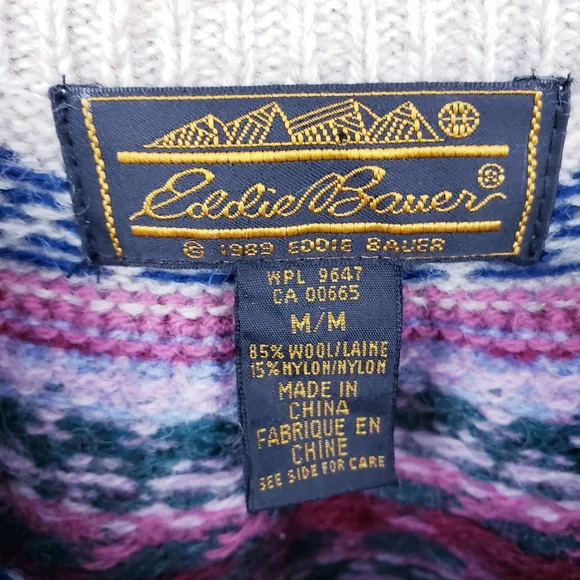 Eddie Bauer®
© 1989 EDDIE BAUER
WPL 9647
CA 00665
M/M
85% WOOL/LAINE
15% NYLON/NYLON
MADE IN
CHINA
FABRIQUE EN
CHINE
SEE SIDE FOR CARE